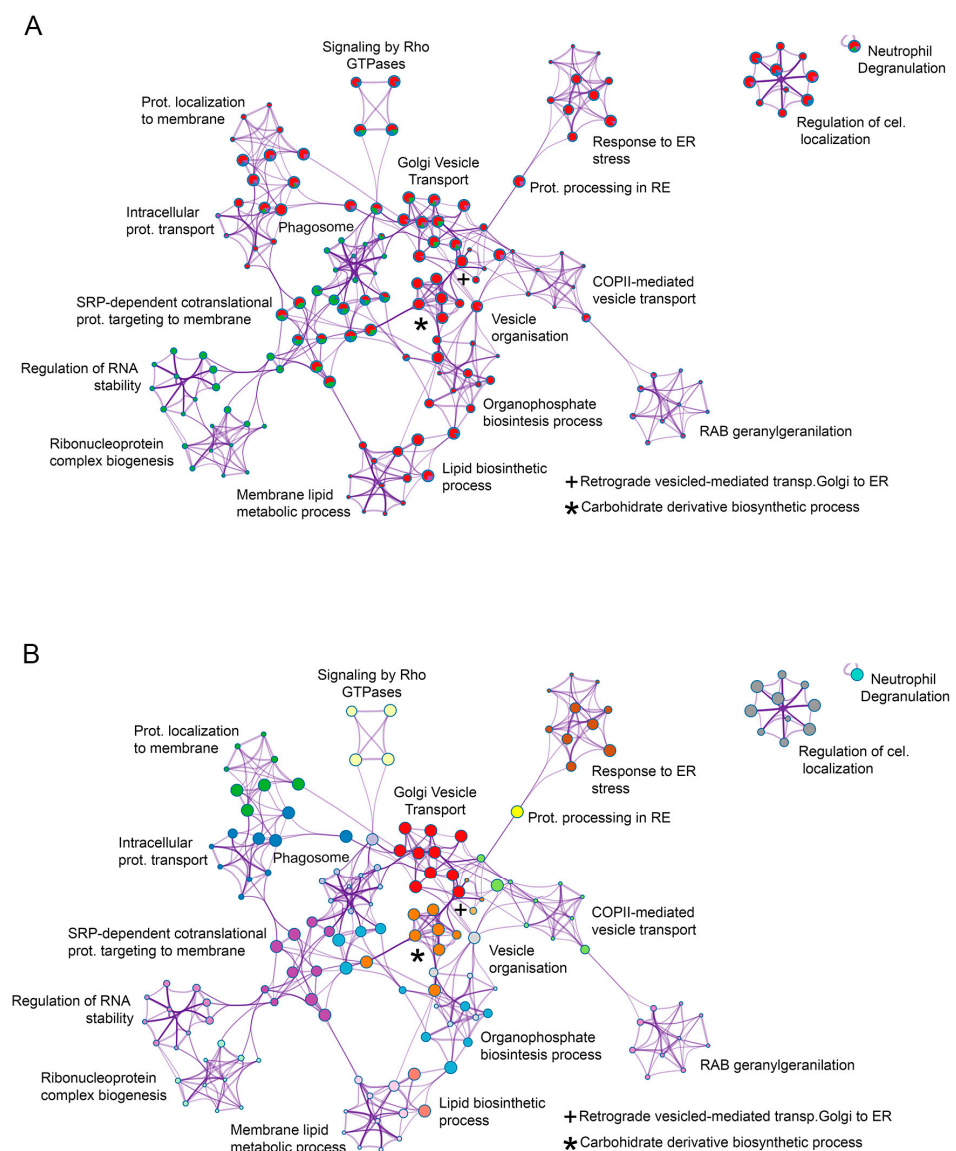 A
Signaling by Rho
GTPases
Neutrophil
Degranulation
Prot. localization
to membrane
Regulation of cel.
localization
Response to ER
stress
Golgi Vesicle
Transport
Prot. processing in RE
Intracellular
prot. transport
Phagosome
COPII-mediated
vesicle transport
+
SRP-dependent cotranslational
prot. targeting to membrane
*
Vesicle
organisation
Regulation of RNA
stability
Organophosphate
biosintesis process
RAB geranylgeranilation
Ribonucleoprotein
complex biogenesis
Lipid biosinthetic
process
Membrane lipid
metabolic process
+ Retrograde vesicled-mediated transp.Golgi to ER
* Carbohidrate derivative biosynthetic process
B
Signaling by Rho
GTPases
Neutrophil
Degranulation
Prot. localization
to membrane
Regulation of cel.
localization
Response to ER
stress
Golgi Vesicle
Transport
Prot. processing in RE
Intracellular
prot. transport
Phagosome
COPII-mediated
vesicle transport
+
SRP-dependent cotranslational
prot. targeting to membrane
*
Vesicle
organisation
Regulation of RNA
stability
Organophosphate
biosintesis process
RAB geranylgeranilation
Ribonucleoprotein
complex biogenesis
Lipid biosinthetic
process
Membrane lipid
metabolic process
+ Retrograde vesicled-mediated transp.Golgi to ER
* Carbohidrate derivative biosynthetic process